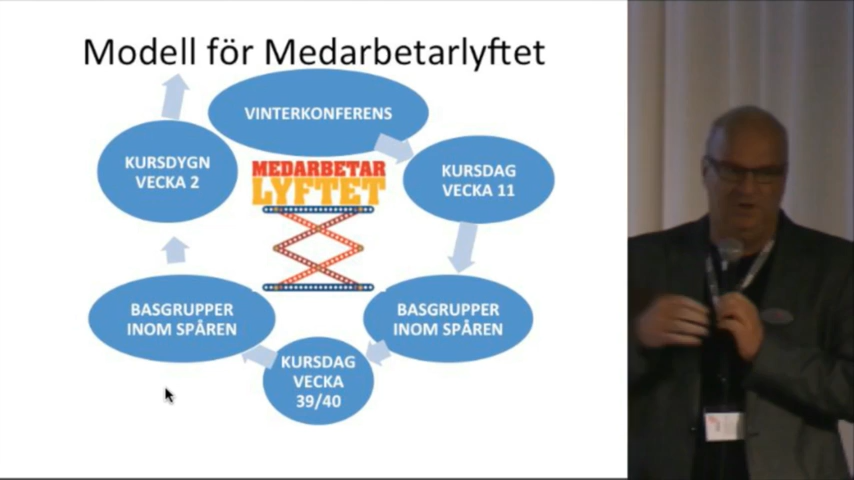 Modell för Medarbetarlyftet
VINTERKONFERENS
KURSDAG
VECKA 11
BASGRUPPER
INOM SPÅREN
KURSDAG
VECKA
39/40
BASGRUPPER
INOM SPÅREN
KURSDYGN
VECKA 2
MEDARBETAR
LYFTET